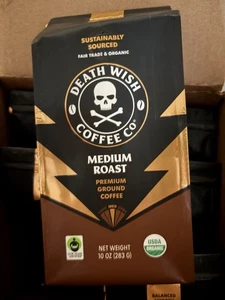 SUSTAINABLY
SOURCED
FAIR TRADE & ORGANIC
DEATH WISH
COFFEE CO
MEDIUM
ROAST
PREMIUM
GROUND
COFFEE
NET WEIGHT
10 OZ (283 G)
USDA
ORGANIC
BALANCED